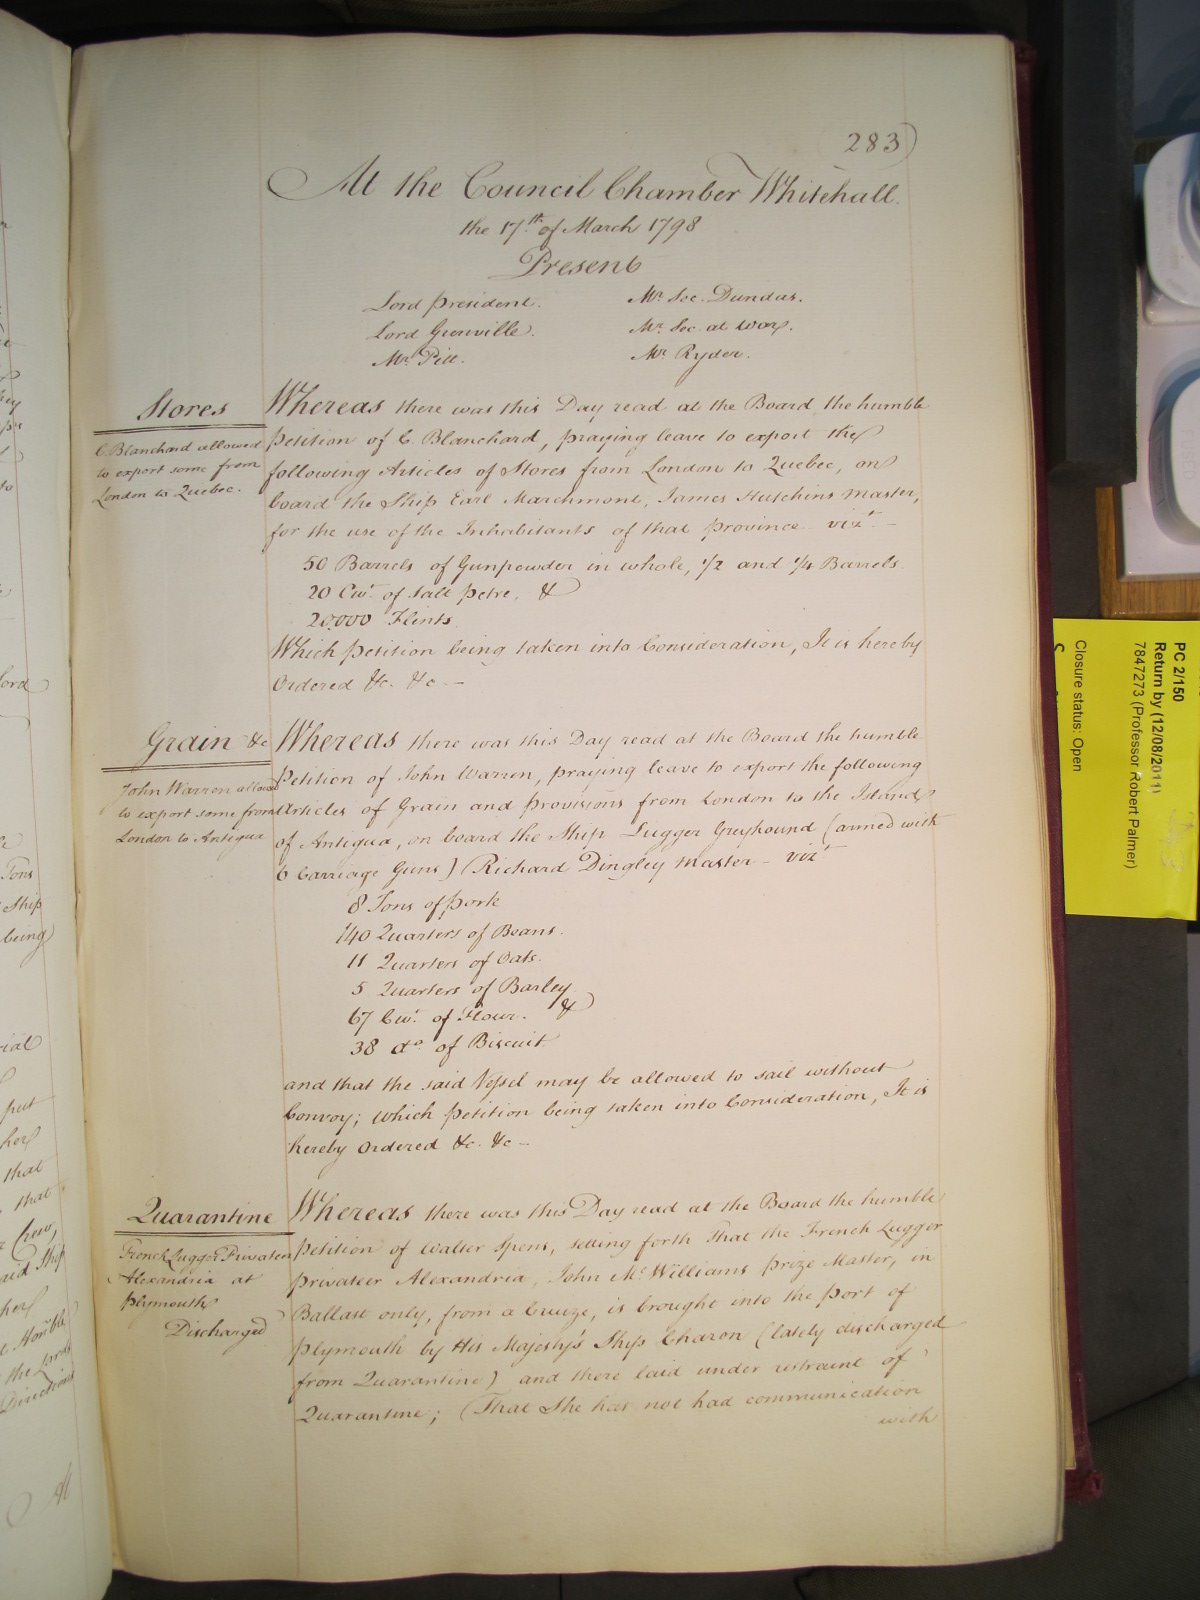 283)
At the Council Chamber Whitehall.
the 17th. of March 1798
Present
Lord President. Mr. Sec. Dundas.
Lord Grenville. Mr. Sec. at War.
Mr. Pitt. Mr. Ryder.
Stores
C. Blanchard allowed
to export some from
London to Quebec.
Whereas there was this Day read at the Board, the humble
Petition of C. Blanchard, praying leave to export the
following Articles of Stores from London to Quebec, on
board the Ship Earl Marchmont, James Hutchins Master,
for the use of the Inhabitants of that Province vizt. —
50 Barrels of Gunpowder in whole, 1/2 and 1/4 Barrels.
20 Cwt. of Salt Petre. &
20,000 Flints
Which Petition being taken into Consideration, It is hereby
Ordered &c. &c —
Grain &c
John Warren allowed
to export some from
London to Antigua
Whereas there was this Day read at the Board the humble
Petition of John Warren, praying leave to export the following
Articles of Grain and Provisions from London to the Island
of Antigua, on board the Ship Lugger Greyhound (armed with
6 Carriage Guns) (Richard Dingley Master — vizt
8 Tons of Pork
140 Quarters of Beans.
11 Quarters of Oats.
5 Quarters of Barley
67 Cwt. of Flour. &
38 do. of Biscuit
and that the said Vessel may be allowed to sail without
Convoy; Which Petition being taken into Consideration, It is
hereby Ordered &c. &c —
Quarantine
French Lugger Privateer
Alexandria at
Plymouth
Discharged
Whereas there was this Day read at the Board the humble
Petition of Walter Spens, setting forth That the French Lugger
Privateer Alexandria, John McWilliams Prize Master, in
Ballast only, from a Cruize, is brought into the Port of
Plymouth by His Majesty's Ship Charon (lately discharged
from Quarantine) and there laid under restraint of
Quarantine; (That She has not had communication
with
PC 2/150
Return by (12/08/2011)
7847273 (Professor Robert Palmer)
Closure status: Open